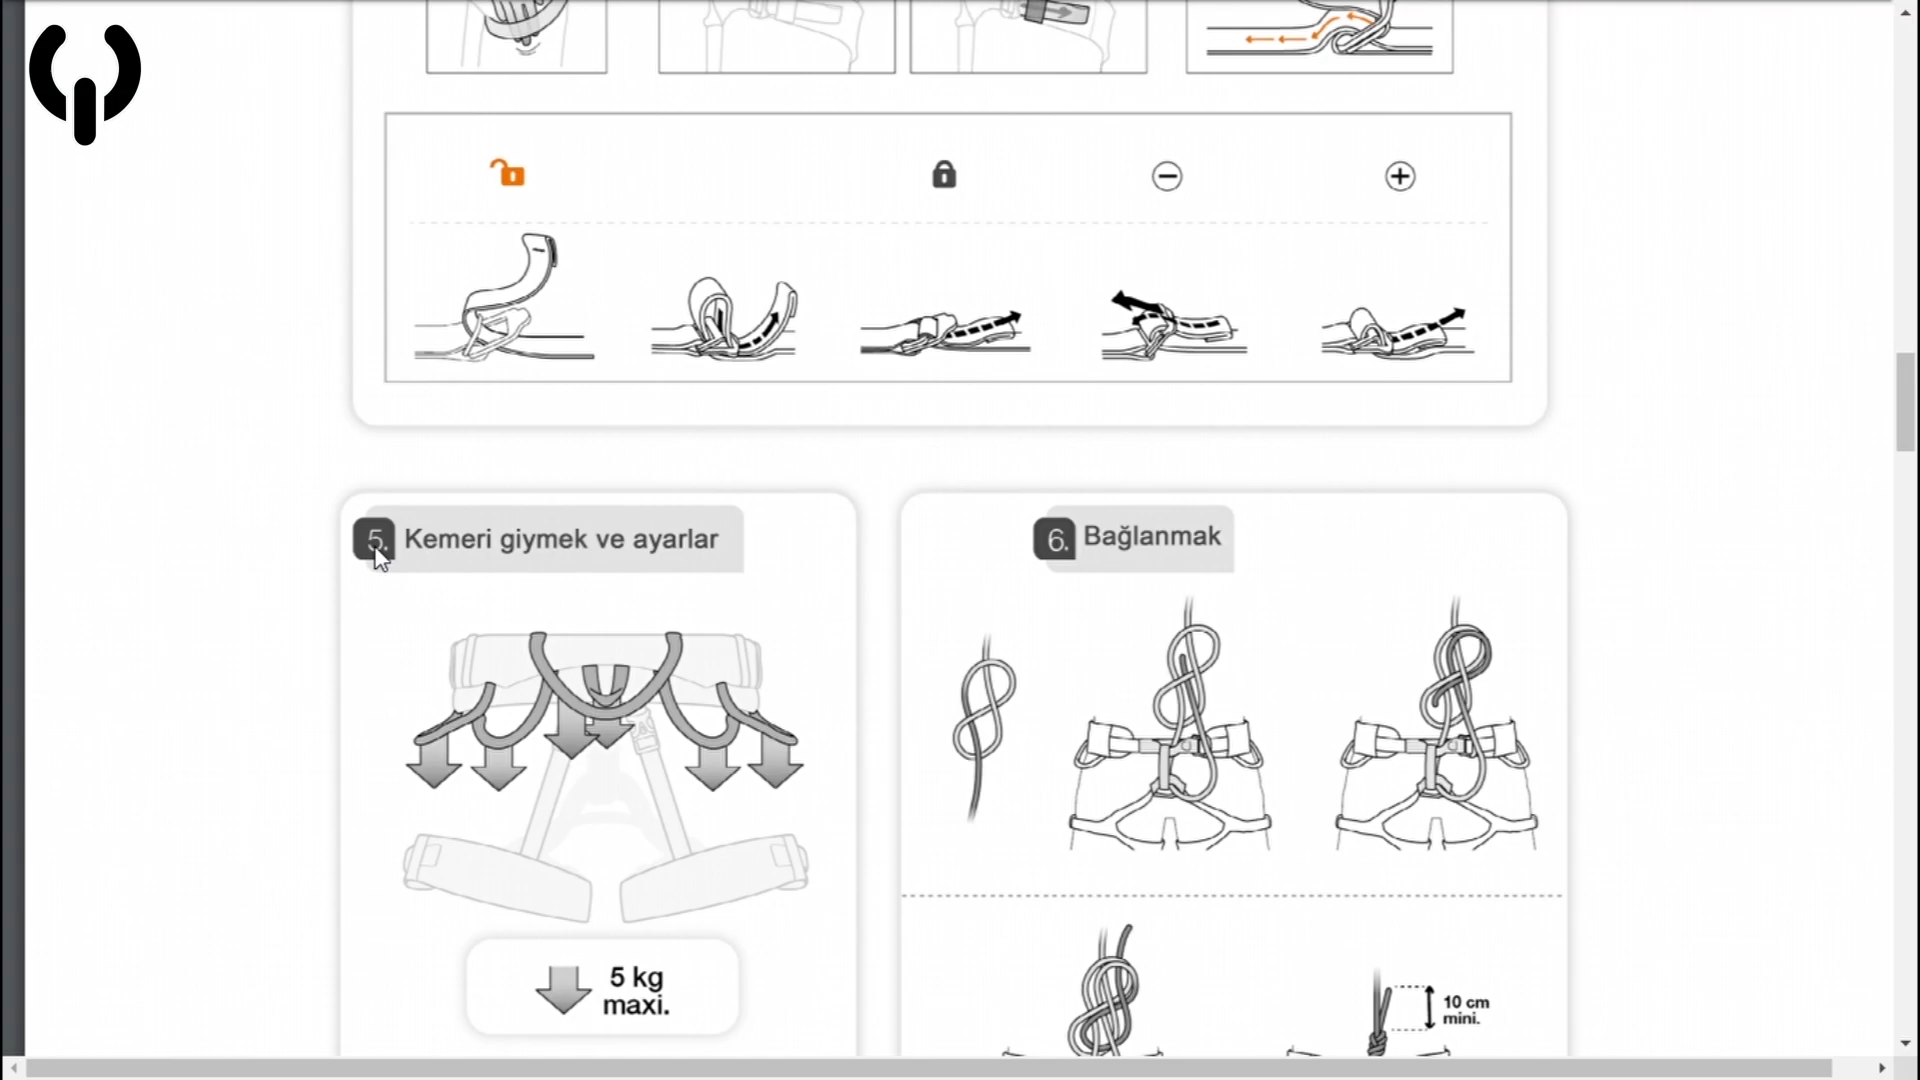 5. Kemeri giymek ve ayarlar
5 kg
maxi.
6. Bağlanmak
10 cm
mini.